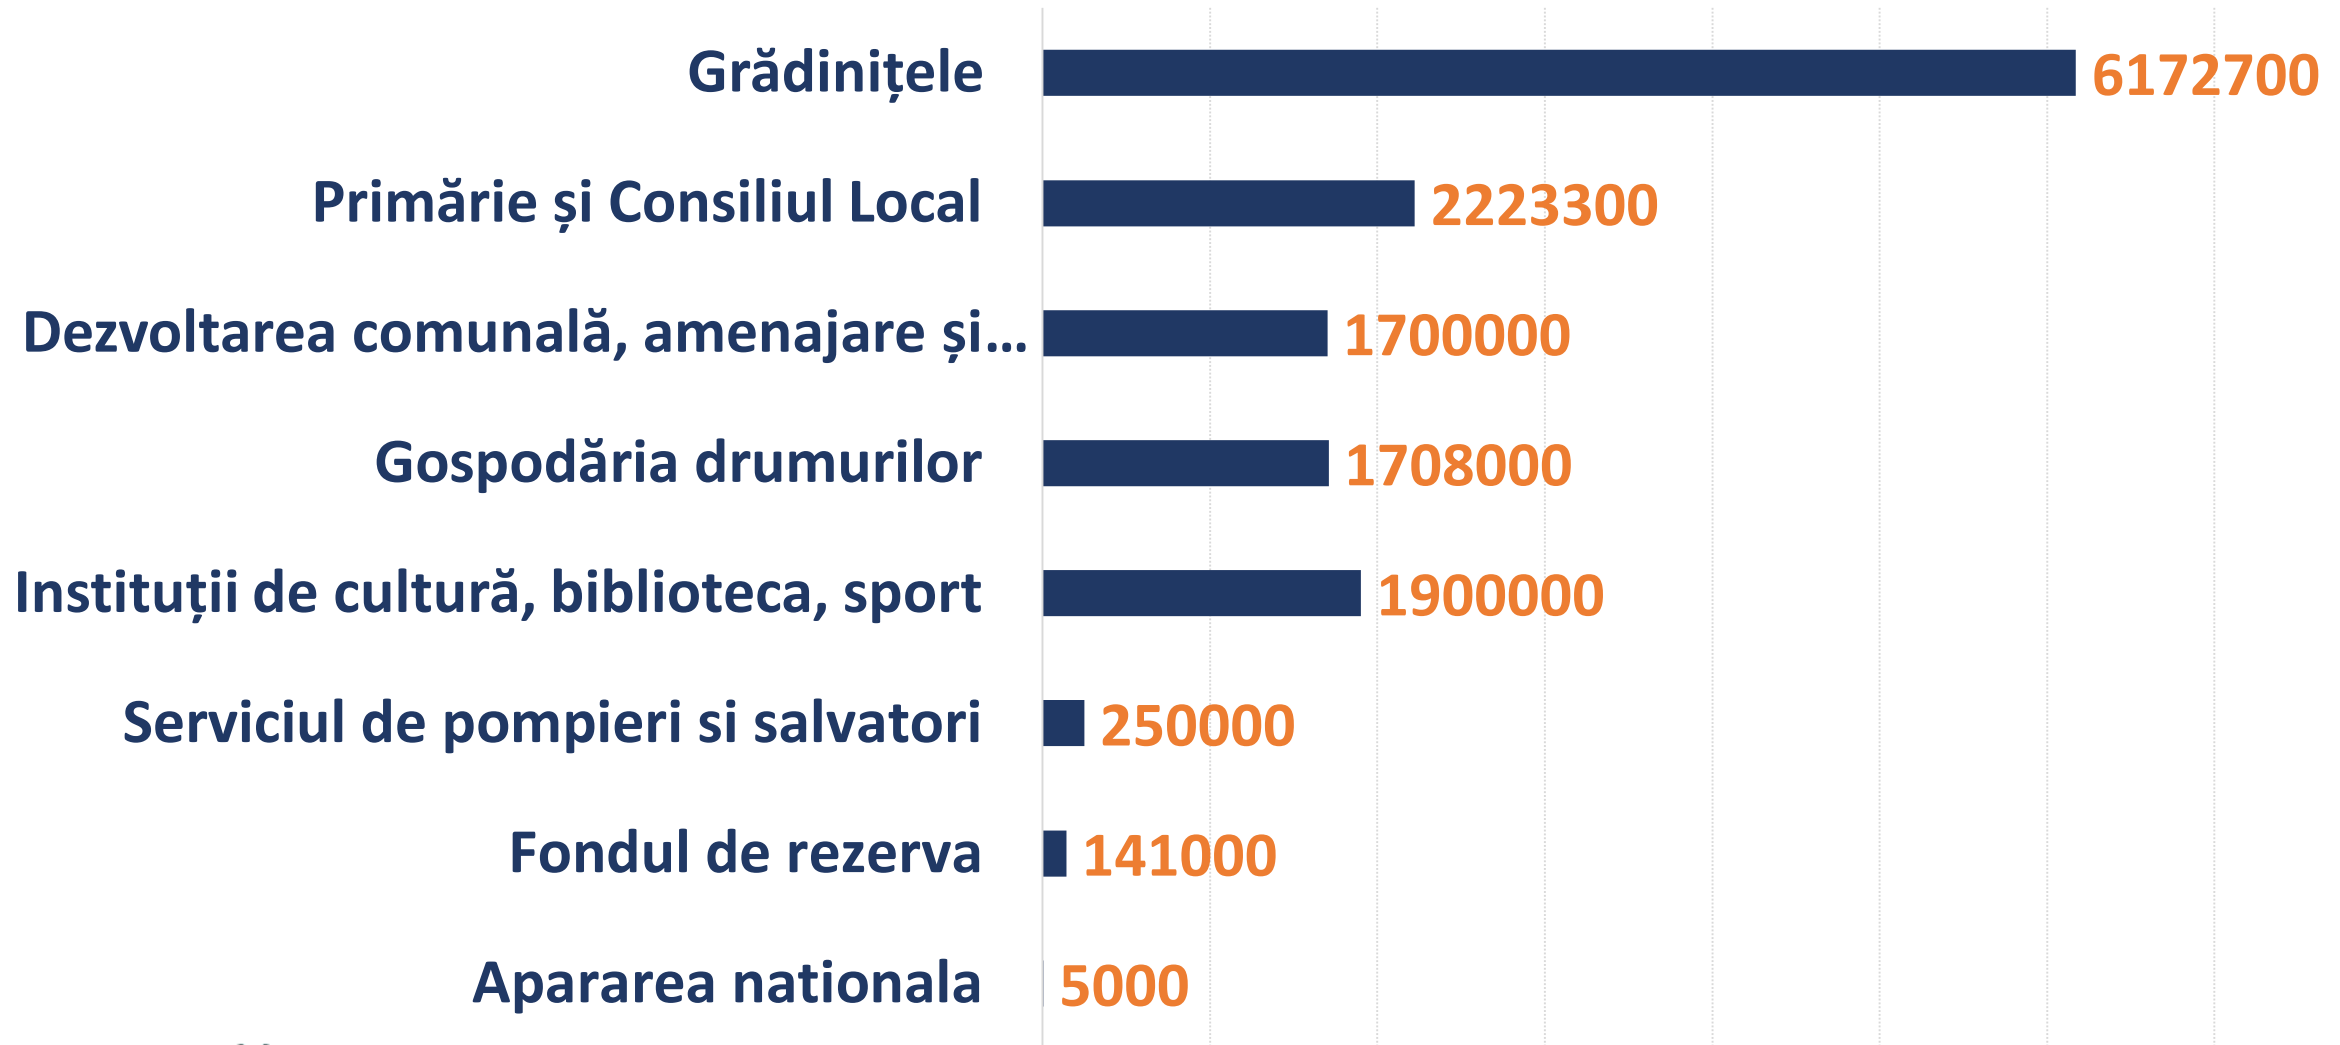 Grădinițele 6172700
Primărie și Consiliul Local 2223300
Dezvoltarea comunală, amenajare și... 1700000
Gospodăria drumurilor 1708000
Instituții de cultură, biblioteca, sport 1900000
Serviciul de pompieri si salvatori 250000
Fondul de rezerva 141000
Apararea nationala 5000